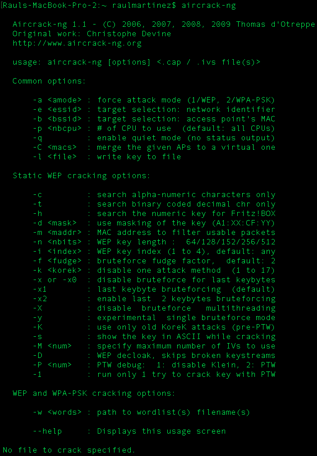 Rauls-MacBook-Pro-2:~ raulmartinez$ aircrack-ng
Aircrack-ng 1.1 - (C) 2006, 2007, 2008, 2009 Thomas d'Otreppe
Original work: Christophe Devine
http://www.aircrack-ng.org
usage: aircrack-ng [options] <.cap / .ivs file(s)>
Common options:
-a <amode> : force attack mode (1/WEP, 2/WPA-PSK)
-e <essid> : target selection: network identifier
-b <bssid> : target selection: access point's MAC
-p <nbcpu> : # of CPU to use (default: all CPUs)
-q : enable quiet mode (no status output)
-C <macs> : merge the given APs to a virtual one
-l <file> : write key to file
Static WEP cracking options:
-c : search alpha-numeric characters only
-t : search binary coded decimal chr only
-h : search the numeric key for Fritz!BOX
-d <mask> : use masking of the key (A1:XX:CF:YY)
-m <maddr> : MAC address to filter usable packets
-n <nbits> : WEP key length : 64/128/152/256/512
-i <index> : WEP key index (1 to 4), default: any
-f <fudge> : bruteforce fudge factor, default: 2
-k <korek> : disable one attack method (1 to 17)
-x or -x0 : disable bruteforce for last keybytes
-x1 : last keybyte bruteforcing (default)
-x2 : enable last 2 keybytes bruteforcing
-X : disable bruteforce multithreading
-y : experimental single bruteforce mode
-K : use only old KoreK attacks (pre-PTW)
-s : show the key in ASCII while cracking
-M <num> : specify maximum number of IVs to use
-D : WEP decloak, skips broken keystreams
-P <num> : PTW debug: 1: disable Klein, 2: PTW
-1 : run only 1 try to crack key with PTW
WEP and WPA-PSK cracking options:
-w <words> : path to wordlist(s) filename(s)
--help : Displays this usage screen
No file to crack specified.